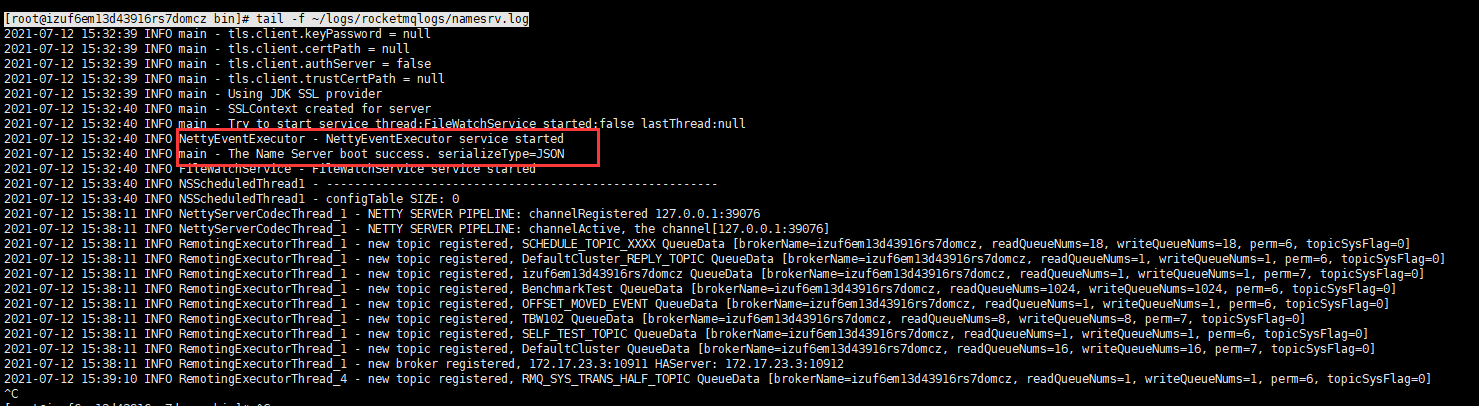 [root@izuf6em13d43916rs7domcz bin]# tail -f ~/logs/rocketmqlogs/namesrv.log
2021-07-12 15:32:39 INFO main - tls.client.keyPassword = null
2021-07-12 15:32:39 INFO main - tls.client.certPath = null
2021-07-12 15:32:39 INFO main - tls.client.authServer = false
2021-07-12 15:32:39 INFO main - tls.client.trustCertPath = null
2021-07-12 15:32:39 INFO main - Using JDK SSL provider
2021-07-12 15:32:40 INFO main - SSLContext created for server
2021-07-12 15:32:40 INFO main - Try to start service thread:FileWatchService started:false lastThread:null
2021-07-12 15:32:40 INFO NettyEventExecutor - NettyEventExecutor service started
2021-07-12 15:32:40 INFO main - The Name Server boot success. serializeType=JSON
2021-07-12 15:32:40 INFO FileWatchService - FileWatchService service started
2021-07-12 15:33:40 INFO NSScheduledThread1 - --------------------------------------------------------
2021-07-12 15:33:40 INFO NSScheduledThread1 - configTable SIZE: 0
2021-07-12 15:38:11 INFO NettyServerCodecThread_1 - NETTY SERVER PIPELINE: channelRegistered 127.0.0.1:39076
2021-07-12 15:38:11 INFO NettyServerCodecThread_1 - NETTY SERVER PIPELINE: channelActive, the channel[127.0.0.1:39076]
2021-07-12 15:38:11 INFO RemotingExecutorThread_1 - new topic registered, SCHEDULE_TOPIC_XXXX QueueData [brokerName=izuf6em13d43916rs7domcz, readQueueNums=18, writeQueueNums=18, perm=6, topicSysFlag=0]
2021-07-12 15:38:11 INFO RemotingExecutorThread_1 - new topic registered, DefaultCluster_REPLY_TOPIC QueueData [brokerName=izuf6em13d43916rs7domcz, readQueueNums=1, writeQueueNums=1, perm=6, topicSysFlag=0]
2021-07-12 15:38:11 INFO RemotingExecutorThread_1 - new topic registered, izuf6em13d43916rs7domcz QueueData [brokerName=izuf6em13d43916rs7domcz, readQueueNums=1, writeQueueNums=1, perm=7, topicSysFlag=0]
2021-07-12 15:38:11 INFO RemotingExecutorThread_1 - new topic registered, BenchmarkTest QueueData [brokerName=izuf6em13d43916rs7domcz, readQueueNums=1024, writeQueueNums=1024, perm=6, topicSysFlag=0]
2021-07-12 15:38:11 INFO RemotingExecutorThread_1 - new topic registered, OFFSET_MOVED_EVENT QueueData [brokerName=izuf6em13d43916rs7domcz, readQueueNums=1, writeQueueNums=1, perm=6, topicSysFlag=0]
2021-07-12 15:38:11 INFO RemotingExecutorThread_1 - new topic registered, TBW102 QueueData [brokerName=izuf6em13d43916rs7domcz, readQueueNums=8, writeQueueNums=8, perm=7, topicSysFlag=0]
2021-07-12 15:38:11 INFO RemotingExecutorThread_1 - new topic registered, SELF_TEST_TOPIC QueueData [brokerName=izuf6em13d43916rs7domcz, readQueueNums=1, writeQueueNums=1, perm=6, topicSysFlag=0]
2021-07-12 15:38:11 INFO RemotingExecutorThread_1 - new topic registered, DefaultCluster QueueData [brokerName=izuf6em13d43916rs7domcz, readQueueNums=16, writeQueueNums=16, perm=7, topicSysFlag=0]
2021-07-12 15:38:11 INFO RemotingExecutorThread_1 - new broker registered, 172.17.23.3:10911 HAServer: 172.17.23.3:10912
2021-07-12 15:39:10 INFO RemotingExecutorThread_4 - new topic registered, RMQ_SYS_TRANS_HALF_TOPIC QueueData [brokerName=izuf6em13d43916rs7domcz, readQueueNums=1, writeQueueNums=1, perm=6, topicSysFlag=0]
^C